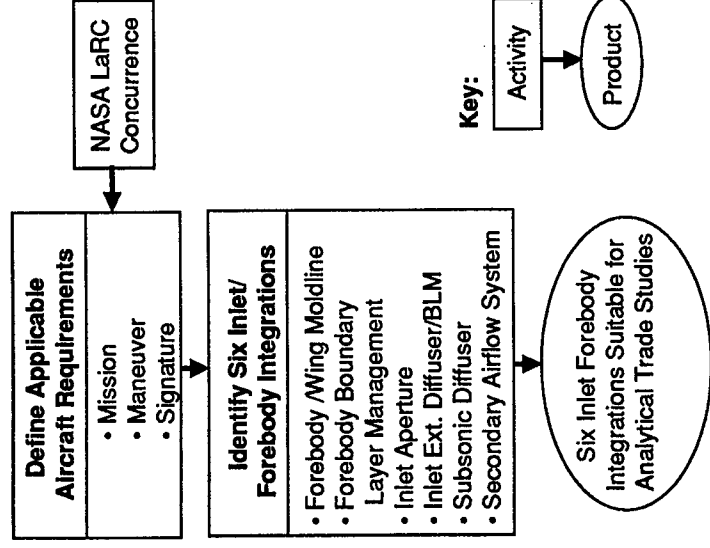 Define Applicable
Aircraft Requirements
• Mission
• Maneuver
• Signature
NASA LaRC
Concurrence
Identify Six Inlet/
Forebody Integrations
• Forebody /Wing Moldline
• Forebody Boundary
Layer Management
• Inlet Aperture
• Inlet Ext. Diffuser/BLM
• Subsonic Diffuser
• Secondary Airflow System
Six Inlet Forebody
Integrations Suitable for
Analytical Trade Studies
Key:
Activity
Product